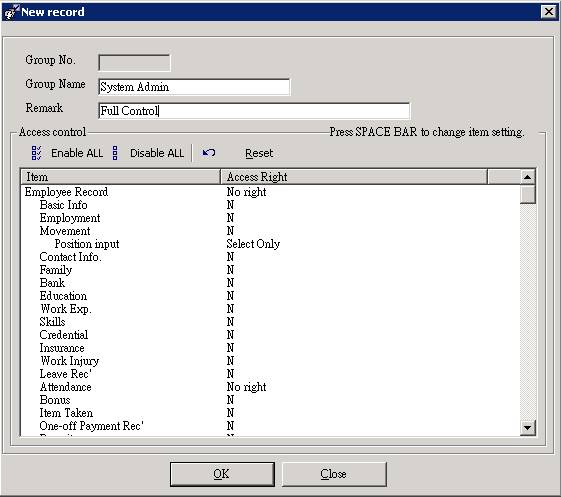 New record
Group No.
Group Name System Admin
Remark Full Control
Access control Press SPACE BAR to change item setting.
Enable ALL Disable ALL Reset
Item Access Right
Employee Record No right
Basic Info N
Employment N
Movement N
Position input Select Only
Contact Info. N
Family N
Bank N
Education N
Work Exp. N
Skills N
Credential N
Insurance N
Work Injury N
Leave Rec' N
Attendance No right
Bonus N
Item Taken N
One-off Payment Rec' N
OK Close